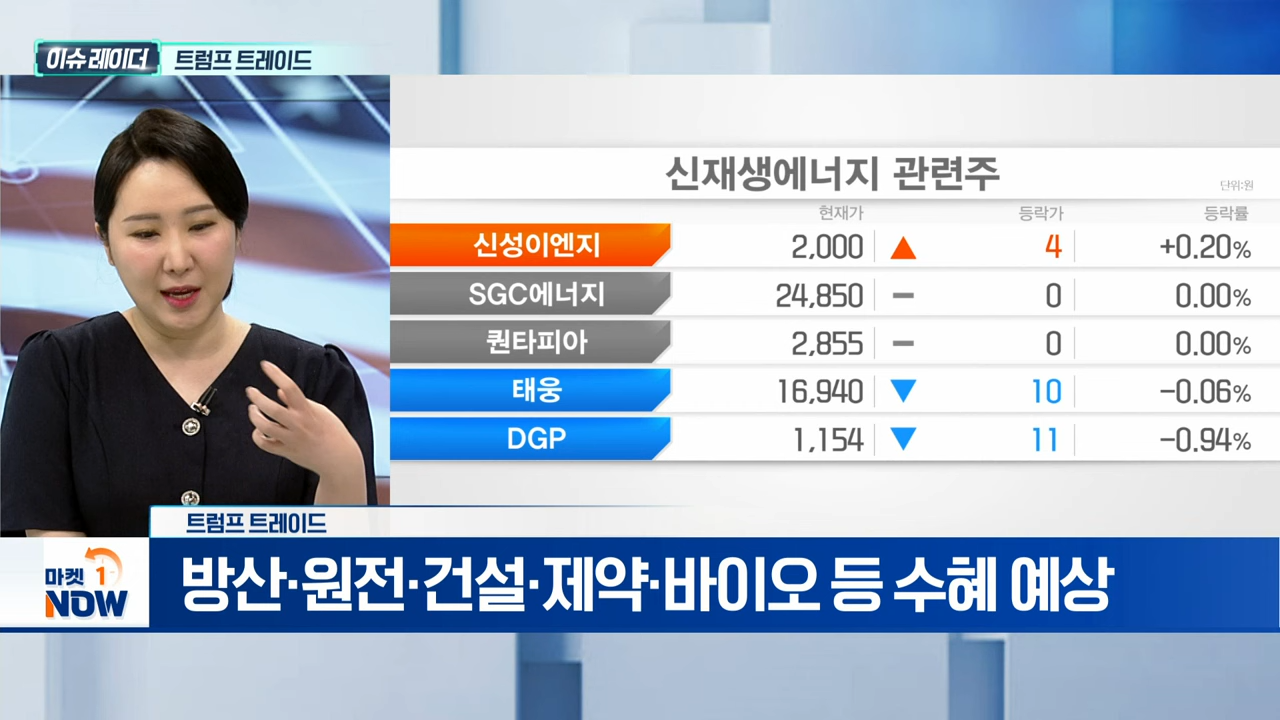 이슈 레이더 트럼프 트레이드
신재생에너지 관련주
단위:원
현재가 등락가 등락률
신성이엔지 2,000 ▲ 4 +0.20%
SGC에너지 24,850 – 0 0.00%
퀀타피아 2,855 – 0 0.00%
태웅 16,940 ▼ 10 -0.06%
DGP 1,154 ▼ 11 -0.94%
트럼프 트레이드
마켓 1 NOW
방산·원전·건설·제약·바이오 등 수혜 예상